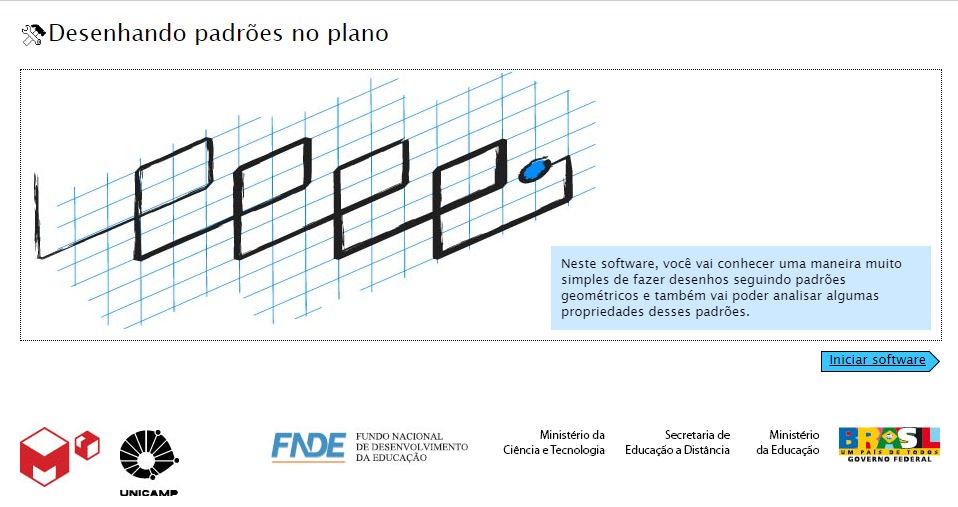 Desenhando padrões no plano
Neste software, você vai conhecer uma maneira muito
simples de fazer desenhos seguindo padrões
geométricos e também vai poder analisar algumas
propriedades desses padrões.
Iniciar software
M
UNICAMP
FNDE
FUNDO NACIONAL
DE DESENVOLVIMENTO
DA EDUCAÇÃO
Ministério da
Ciência e Tecnologia
Secretaria de
Educação a Distância
Ministério
da Educação
BRASIL
UM PAÍS DE TODOS
GOVERNO FEDERAL